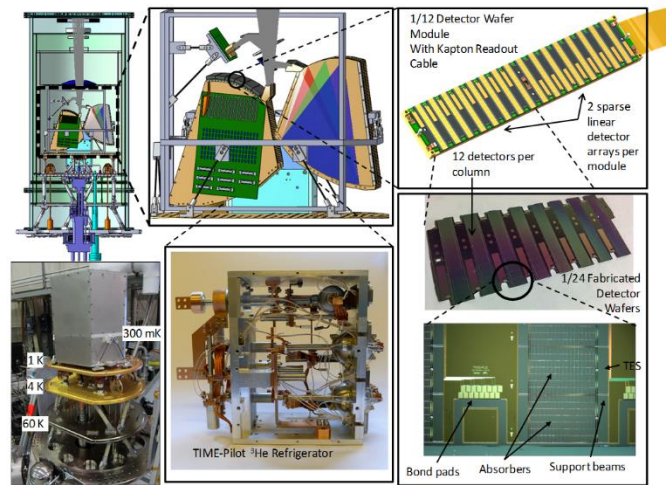 1/12 Detector Wafer
Module
With Kapton Readout
Cable
2 sparse
linear
detector
arrays per
module
12 detectors per
column
1/24 Fabricated
Detector
Wafers
300 mK
1 K
4 K
60 K
TIME-Pilot ³He Refrigerator
TES
Bond pads
Absorbers
Support beams